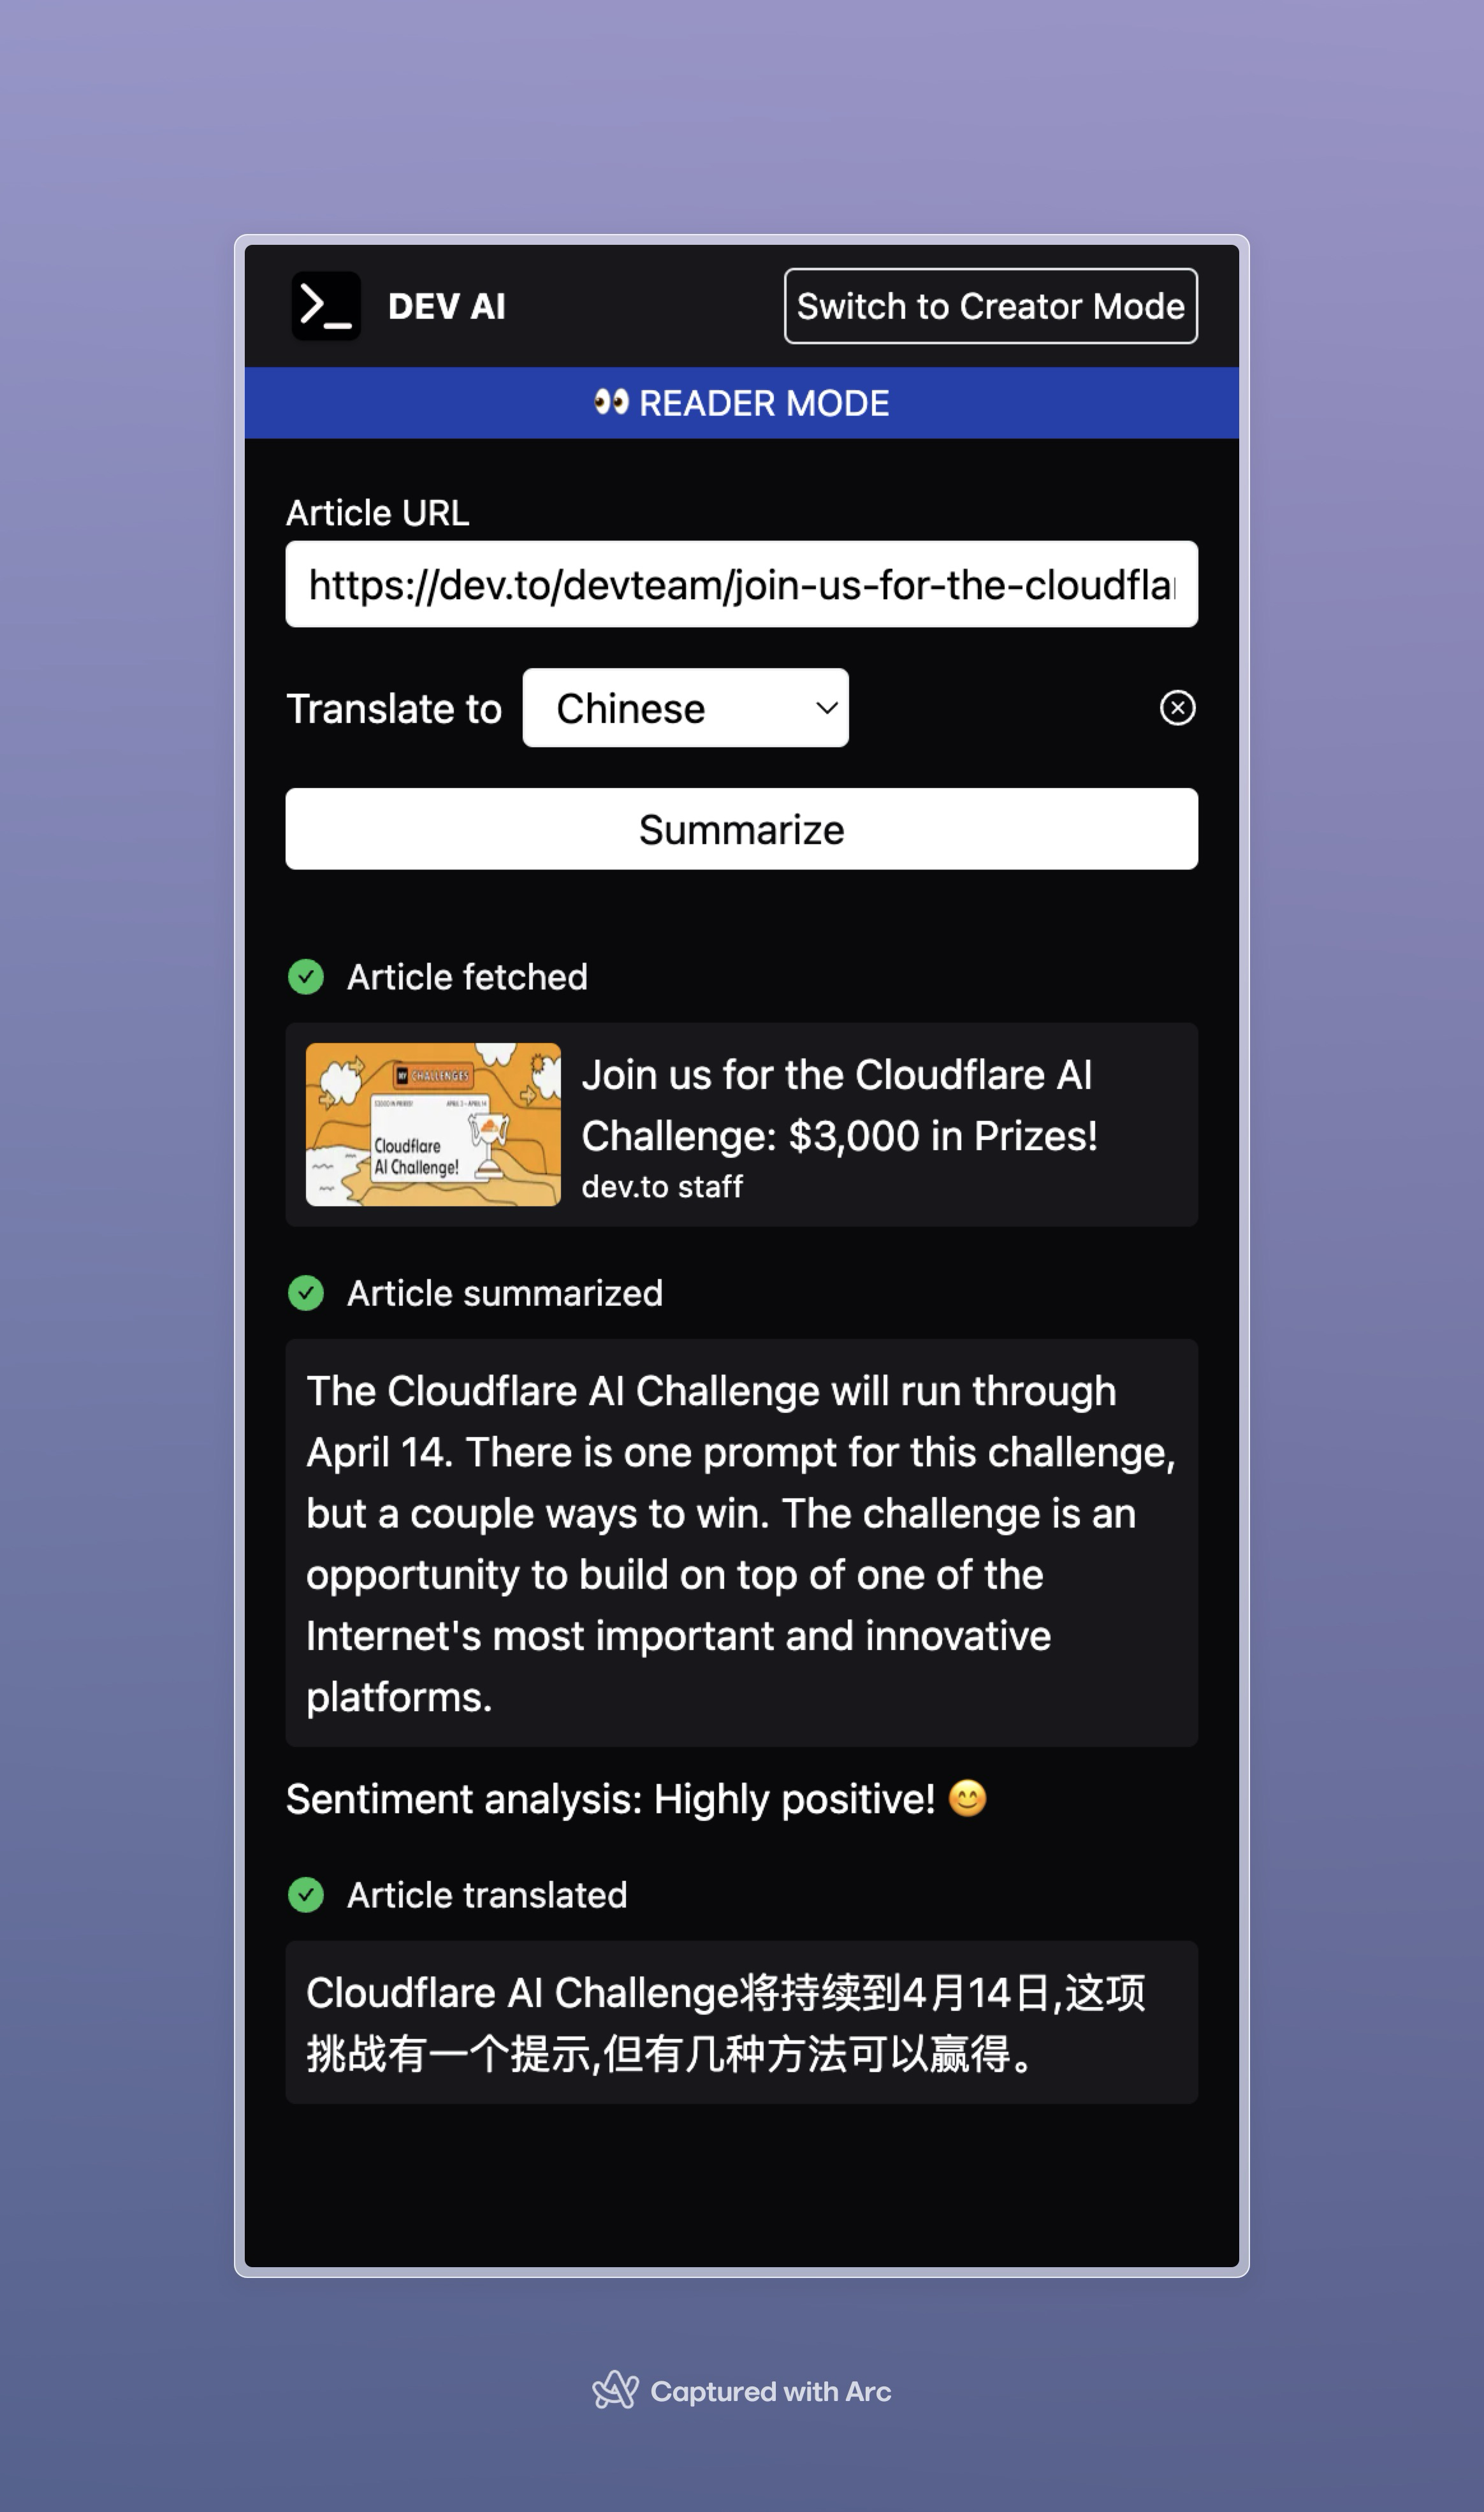 DEV AI
Switch to Creator Mode
👀 READER MODE
Article URL
https://dev.to/devteam/join-us-for-the-cloudfla
Translate to
Chinese
Summarize
Article fetched
MY CHALLENGES
$3,000 IN PRIZES!
APRIL 3 - APRIL 14
Cloudflare
AI Challenge!
Join us for the Cloudflare AI
Challenge: $3,000 in Prizes!
dev.to staff
Article summarized
The Cloudflare AI Challenge will run through
April 14. There is one prompt for this challenge,
but a couple ways to win. The challenge is an
opportunity to build on top of one of the
Internet's most important and innovative
platforms.
Sentiment analysis: Highly positive! 😊
Article translated
Cloudflare AI Challenge将持续到4月14日,这项
挑战有一个提示,但有几种方法可以赢得。
Captured with Arc